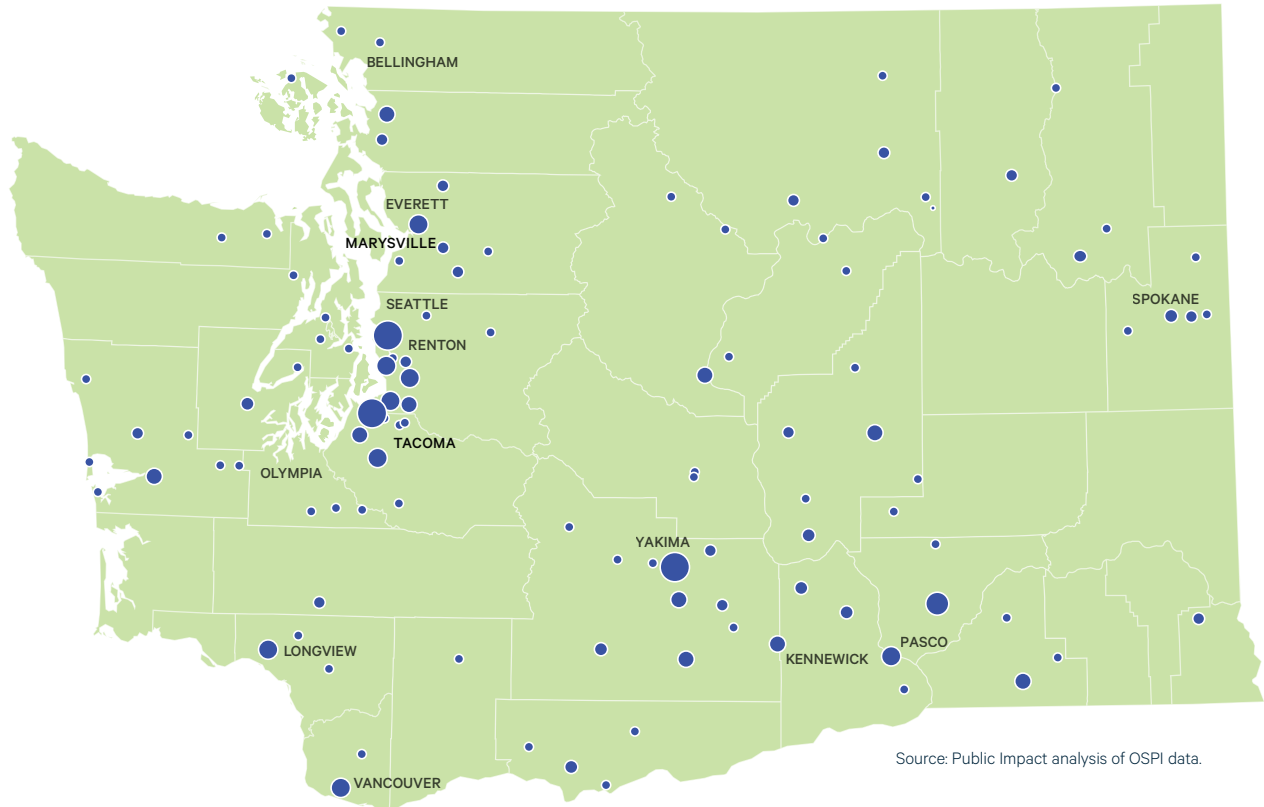 BELLINGHAM
EVERETT
MARYSVILLE
SEATTLE
SPOKANE
RENTON
TACOMA
OLYMPIA
YAKIMA
PASCO
LONGVIEW
KENNEWICK
Source: Public Impact analysis of OSPI data.
VANCOUVER